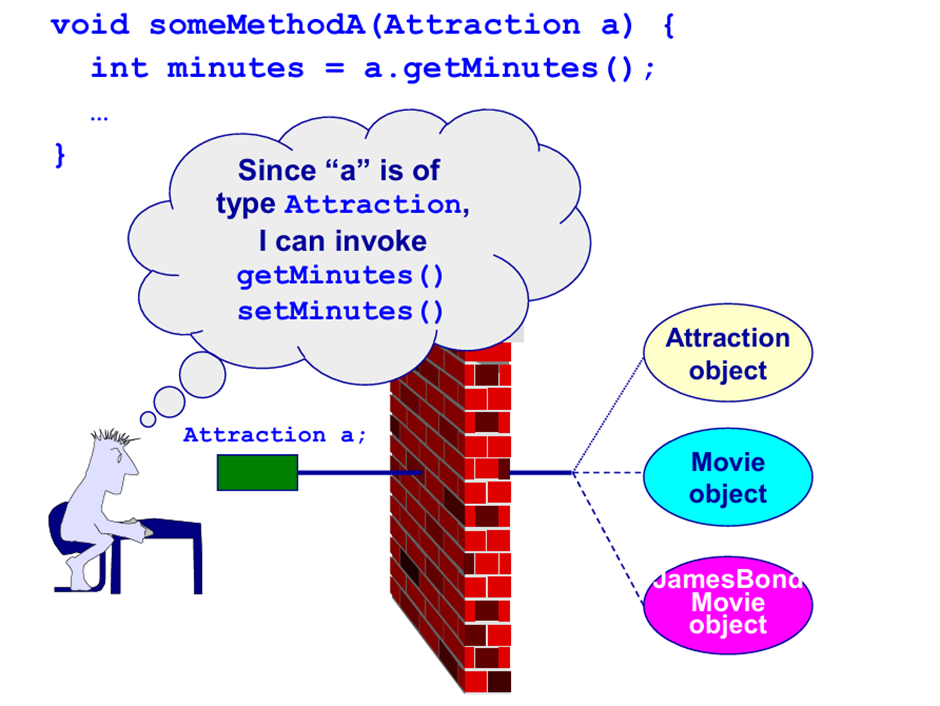 void someMethodA(Attraction a) {
int minutes = a.getMinutes();
…
}
Since “a” is of
type Attraction,
I can invoke
getMinutes()
setMinutes()
Attraction a;
Attraction
object
Movie
object
JamesBond
Movie
object